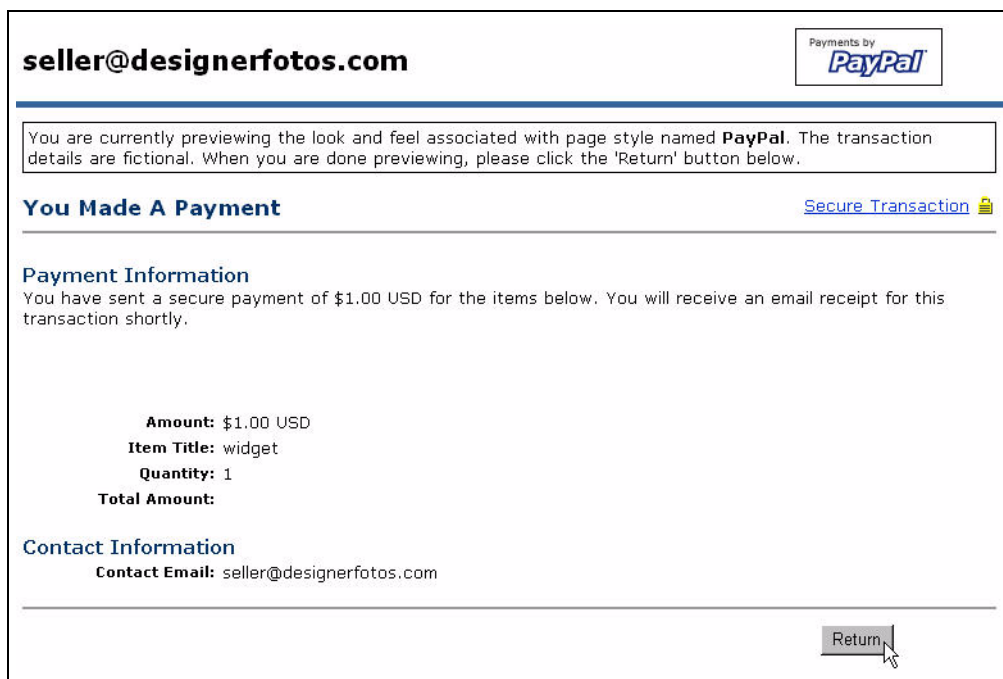 seller@designerfotos.com
Payments by
PayPal
You are currently previewing the look and feel associated with page style named PayPal. The transaction
details are fictional. When you are done previewing, please click the 'Return' button below.
You Made A Payment
Secure Transaction
Payment Information
You have sent a secure payment of $1.00 USD for the items below. You will receive an email receipt for this
transaction shortly.
Amount: $1.00 USD
Item Title: widget
Quantity: 1
Total Amount:
Contact Information
Contact Email: seller@designerfotos.com
Return